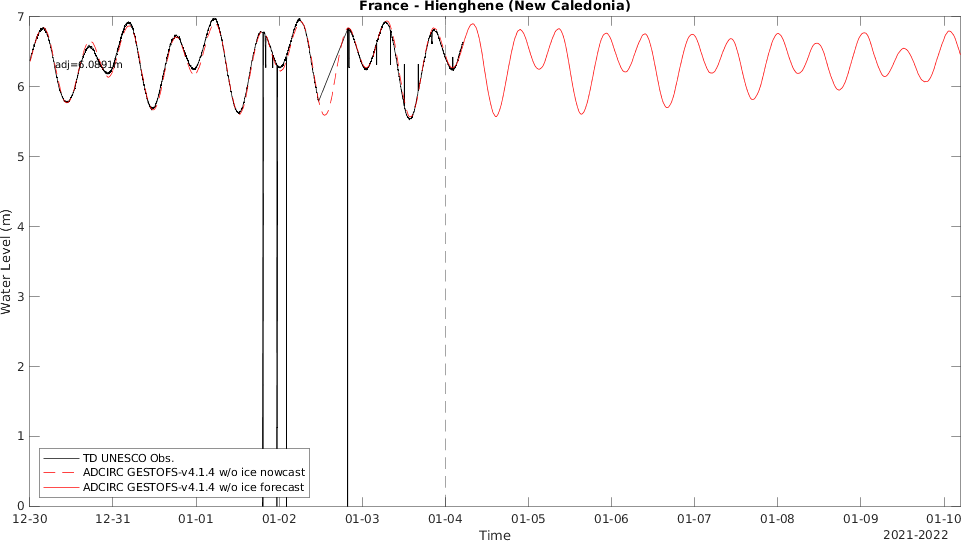 France - Hienghene (New Caledonia)
7
6
5
4
3
2
1
0
Water Level (m)
adj=6.0891m
TD UNESCO Obs.
ADCIRC GESTOFS-v4.1.4 w/o ice nowcast
ADCIRC GESTOFS-v4.1.4 w/o ice forecast
12-30 12-31 01-01 01-02 01-03 01-04 01-05 01-06 01-07 01-08 01-09 01-10
Time
2021-2022